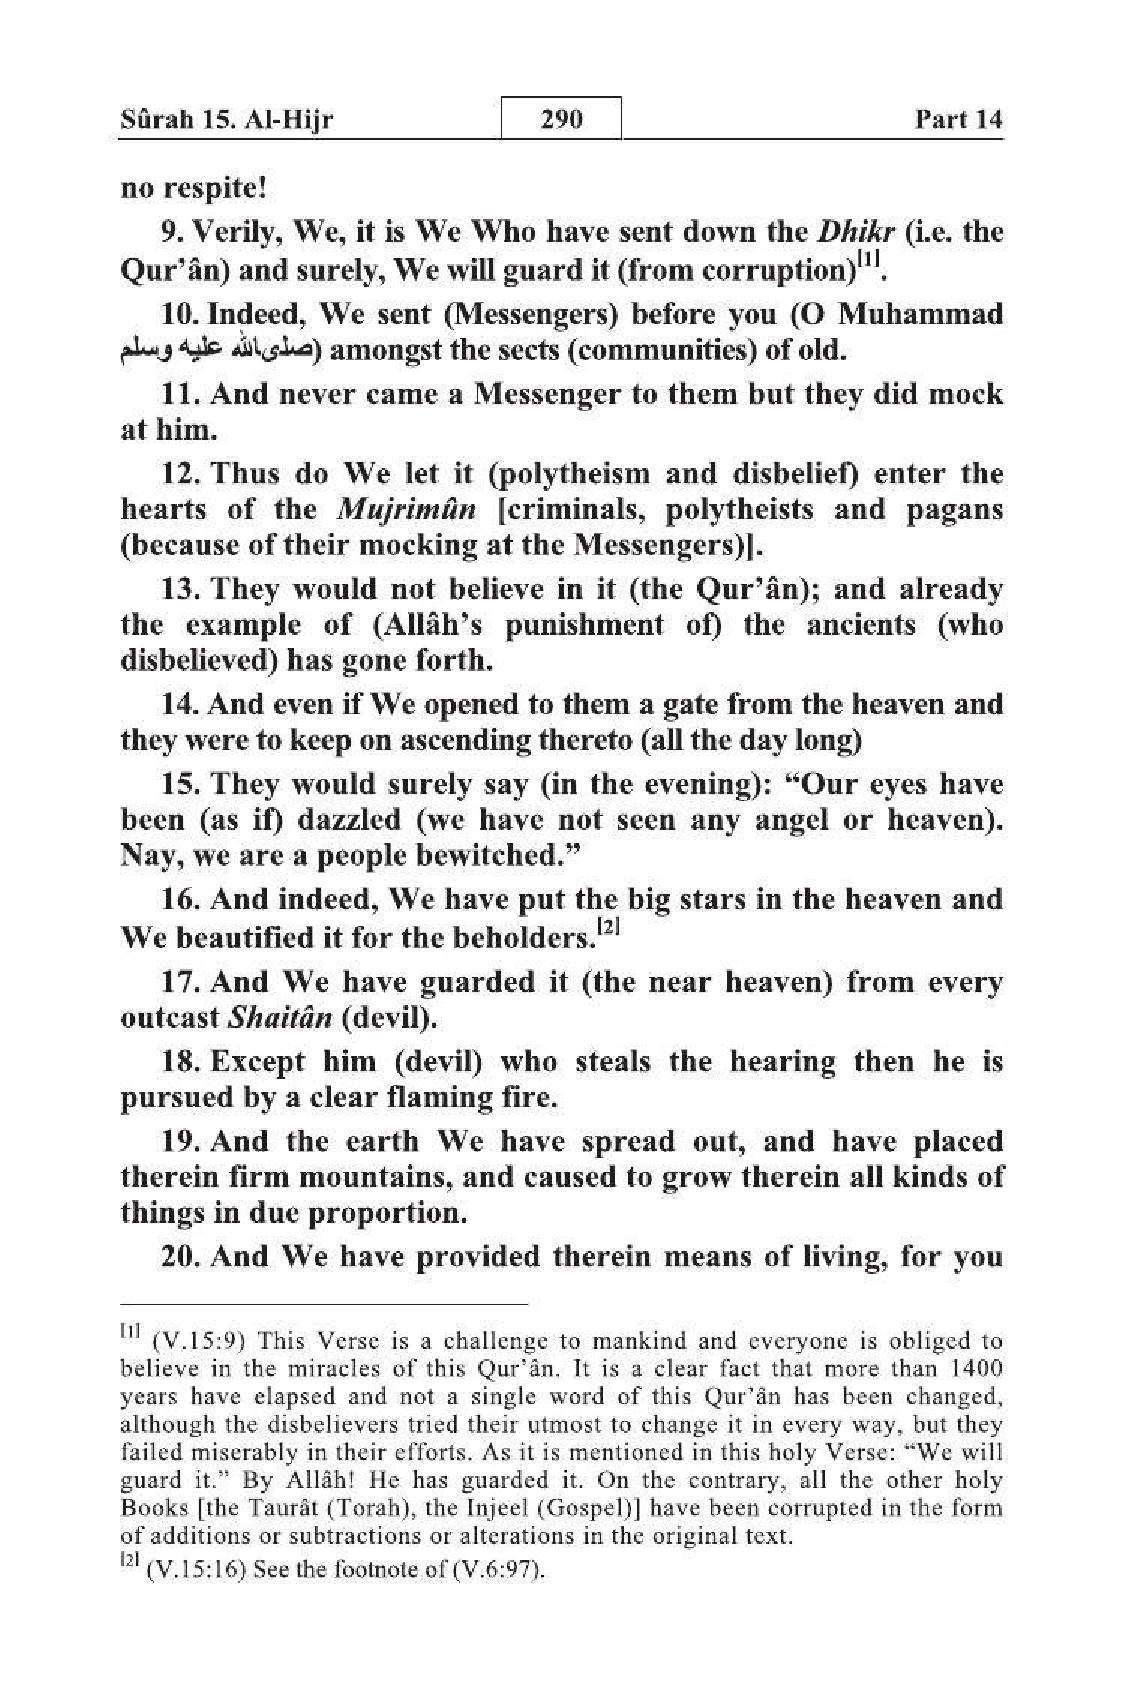 Sûrah 15. Al-Hijr 290 Part 14
no respite!
9. Verily, We, it is We Who have sent down the Dhikr (i.e. the
Qur’ân) and surely, We will guard it (from corruption)[1].
10. Indeed, We sent (Messengers) before you (O Muhammad
صلى الله عليه وسلم) amongst the sects (communities) of old.
11. And never came a Messenger to them but they did mock
at him.
12. Thus do We let it (polytheism and disbelief) enter the
hearts of the Mujrimûn [criminals, polytheists and pagans
(because of their mocking at the Messengers)].
13. They would not believe in it (the Qur’ân); and already
the example of (Allâh’s punishment of) the ancients (who
disbelieved) has gone forth.
14. And even if We opened to them a gate from the heaven and
they were to keep on ascending thereto (all the day long)
15. They would surely say (in the evening): “Our eyes have
been (as if) dazzled (we have not seen any angel or heaven).
Nay, we are a people bewitched.”
16. And indeed, We have put the big stars in the heaven and
We beautified it for the beholders.[2]
17. And We have guarded it (the near heaven) from every
outcast Shaitân (devil).
18. Except him (devil) who steals the hearing then he is
pursued by a clear flaming fire.
19. And the earth We have spread out, and have placed
therein firm mountains, and caused to grow therein all kinds of
things in due proportion.
20. And We have provided therein means of living, for you
[1] (V.15:9) This Verse is a challenge to mankind and everyone is obliged to
believe in the miracles of this Qur’ân. It is a clear fact that more than 1400
years have elapsed and not a single word of this Qur’ân has been changed,
although the disbelievers tried their utmost to change it in every way, but they
failed miserably in their efforts. As it is mentioned in this holy Verse: “We will
guard it.” By Allâh! He has guarded it. On the contrary, all the other holy
Books [the Taurât (Torah), the Injeel (Gospel)] have been corrupted in the form
of additions or subtractions or alterations in the original text.
[2] (V.15:16) See the footnote of (V.6:97).